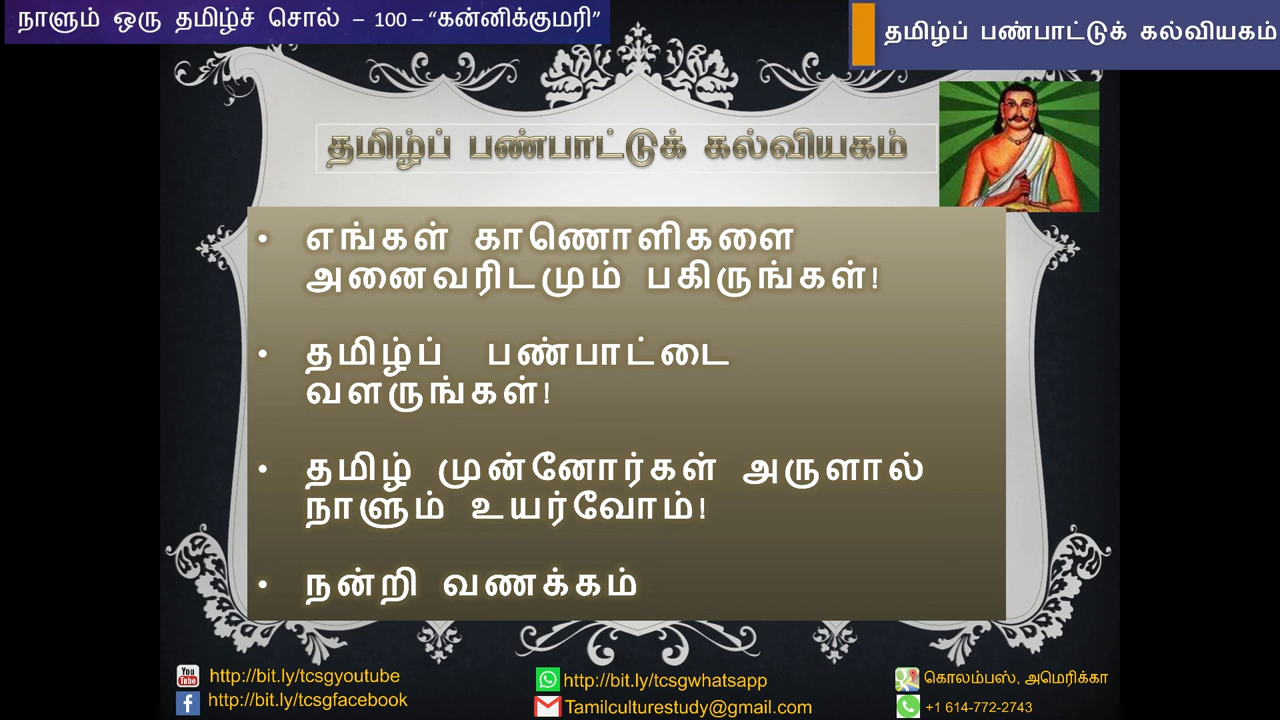 நாளும் ஒரு தமிழ்ச் சொல் – 100 – “கன்னிக்குமரி”
தமிழ்ப் பண்பாட்டுக் கல்வியகம்
தமிழ்ப் பண்பாட்டுக் கல்வியகம்
• எங்கள் காணொளிகளை
அனைவரிடமும் பகிருங்கள்!
• தமிழ்ப் பண்பாட்டை
வளருங்கள்!
• தமிழ் முன்னோர்கள் அருளால்
நாளும் உயர்வோம்!
• நன்றி வணக்கம்
You Tube http://bit.ly/tcsgyoutube
http://bit.ly/tcsgfacebook
http://bit.ly/tcsgwhatsapp
Tamilculturestudy@gmail.com
கொலம்பஸ், அமெரிக்கா
+1 614-772-2743